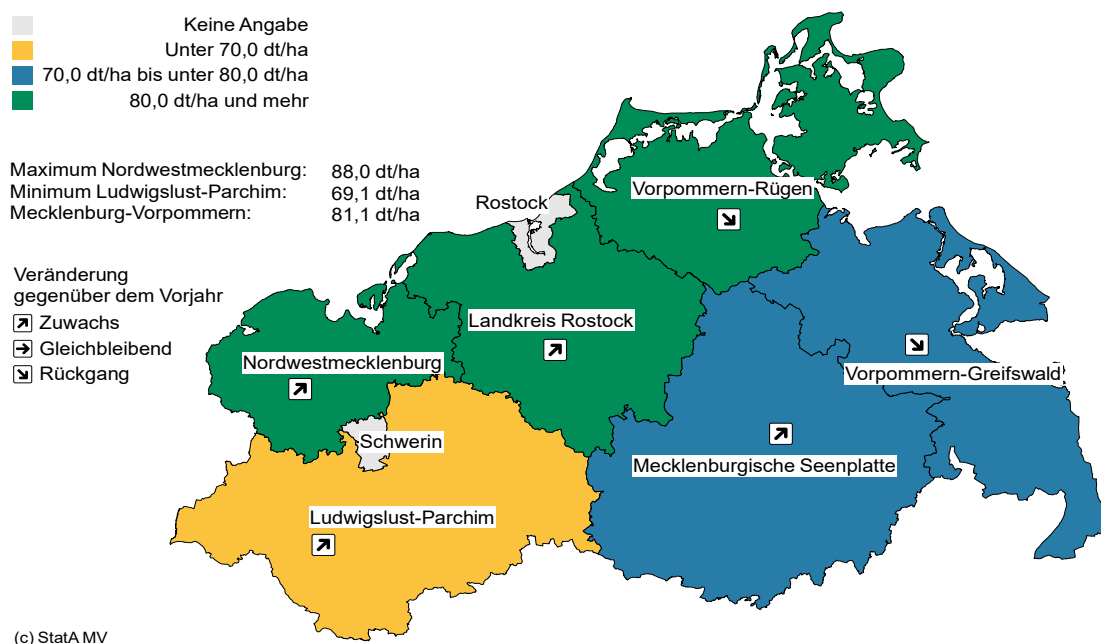 Keine Angabe
Unter 70,0 dt/ha
70,0 dt/ha bis unter 80,0 dt/ha
80,0 dt/ha und mehr
Maximum Nordwestmecklenburg: 88,0 dt/ha
Minimum Ludwigslust-Parchim: 69,1 dt/ha
Mecklenburg-Vorpommern: 81,1 dt/ha
Veränderung
gegenüber dem Vorjahr
Zuwachs
Gleichbleibend
Rückgang
Vorpommern-Rügen
Rostock
Landkreis Rostock
Nordwestmecklenburg
Vorpommern-Greifswald
Schwerin
Mecklenburgische Seenplatte
Ludwigslust-Parchim
(c) StatA MV